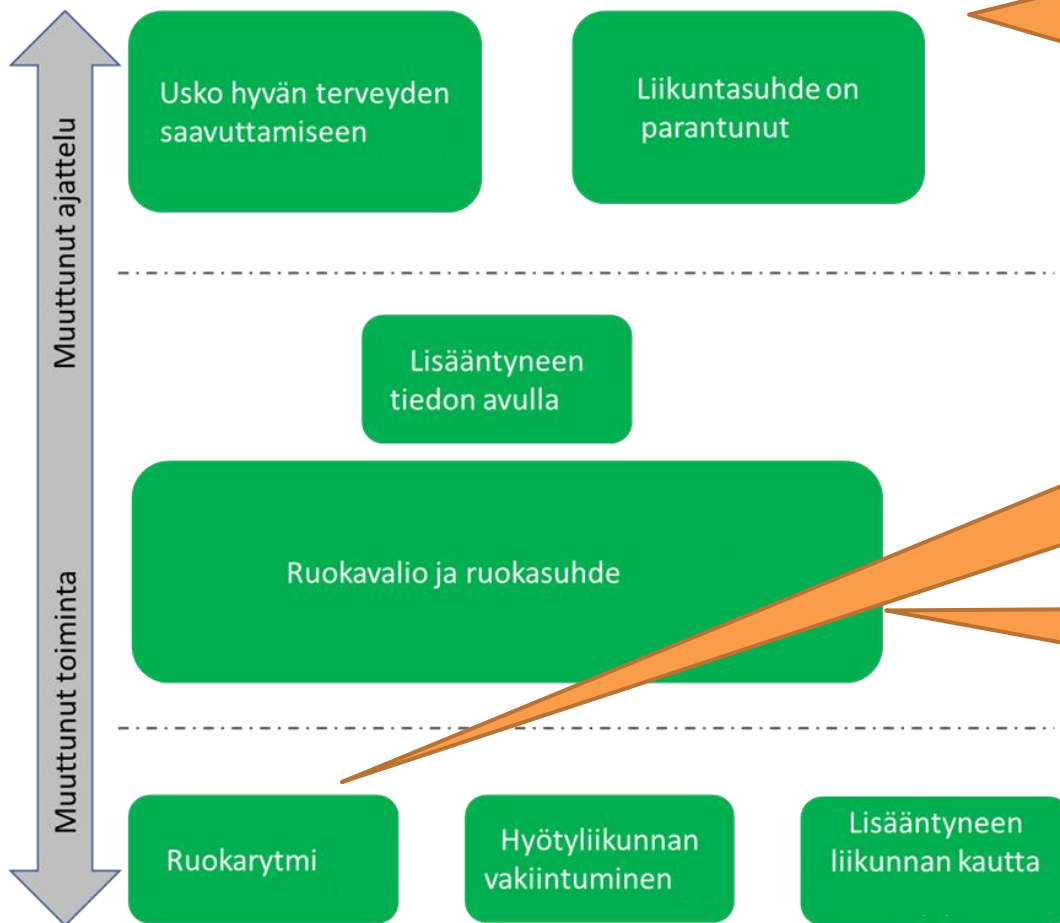 Muuttunut ajattelu
Usko hyvän terveyden
saavuttamiseen
Liikuntasuhde on
parantunut
Lisääntyneen
tiedon avulla
Ruokavalio ja ruokasuhde
Muuttunut toiminta
Ruokarytmi
Hyötyliikunnan
vakiintuminen
Lisääntyneen
liikunnan kautta